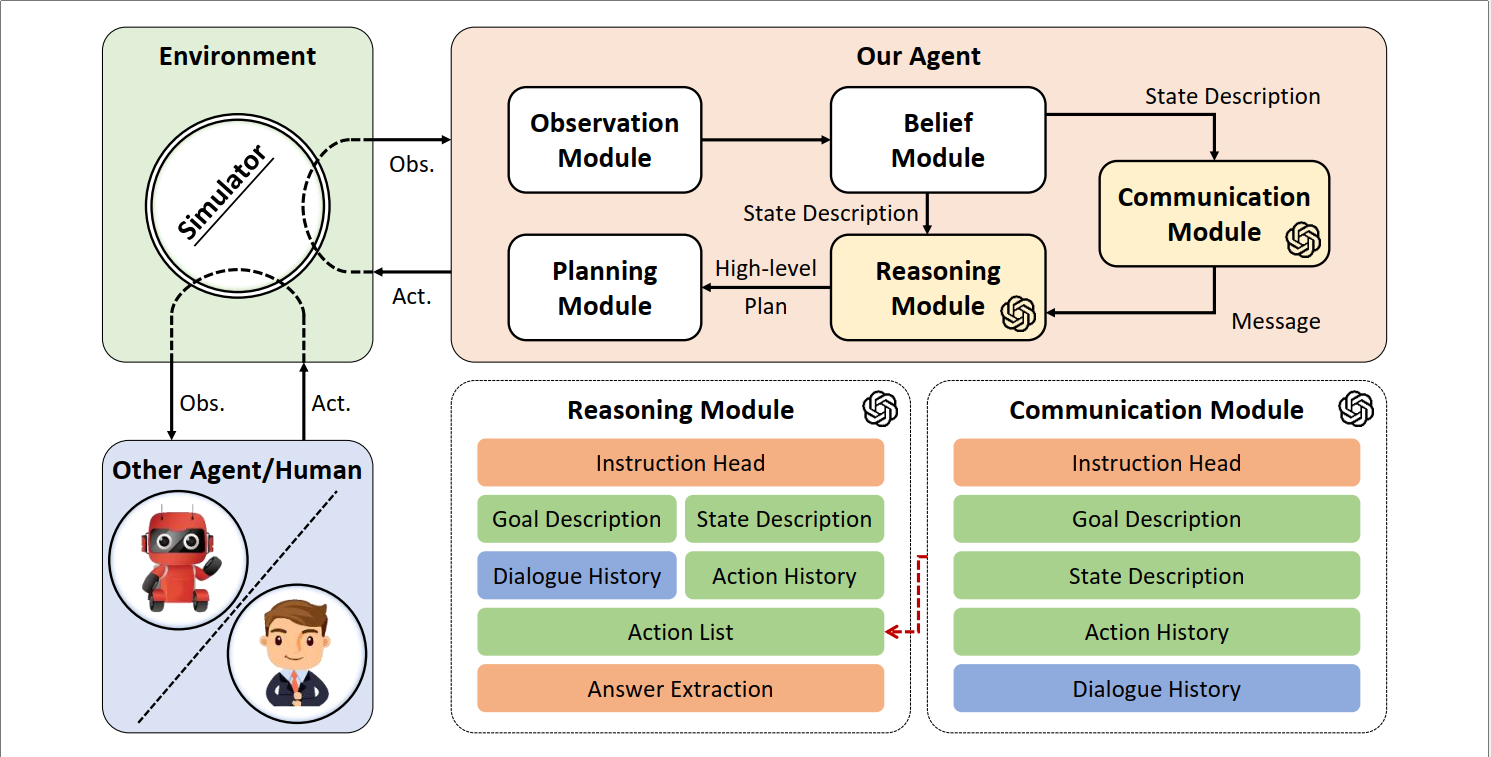 Environment
Simulator
Obs.
Act.
Obs.
Act.
Other Agent/Human
Our Agent
Observation
Module
Belief
Module
State Description
Communication
Module
State Description
Planning
Module
High-level
Plan
Reasoning
Module
Message
Reasoning Module
Instruction Head
Goal Description
State Description
Dialogue History
Action History
Action List
Answer Extraction
Communication Module
Instruction Head
Goal Description
State Description
Action History
Dialogue History